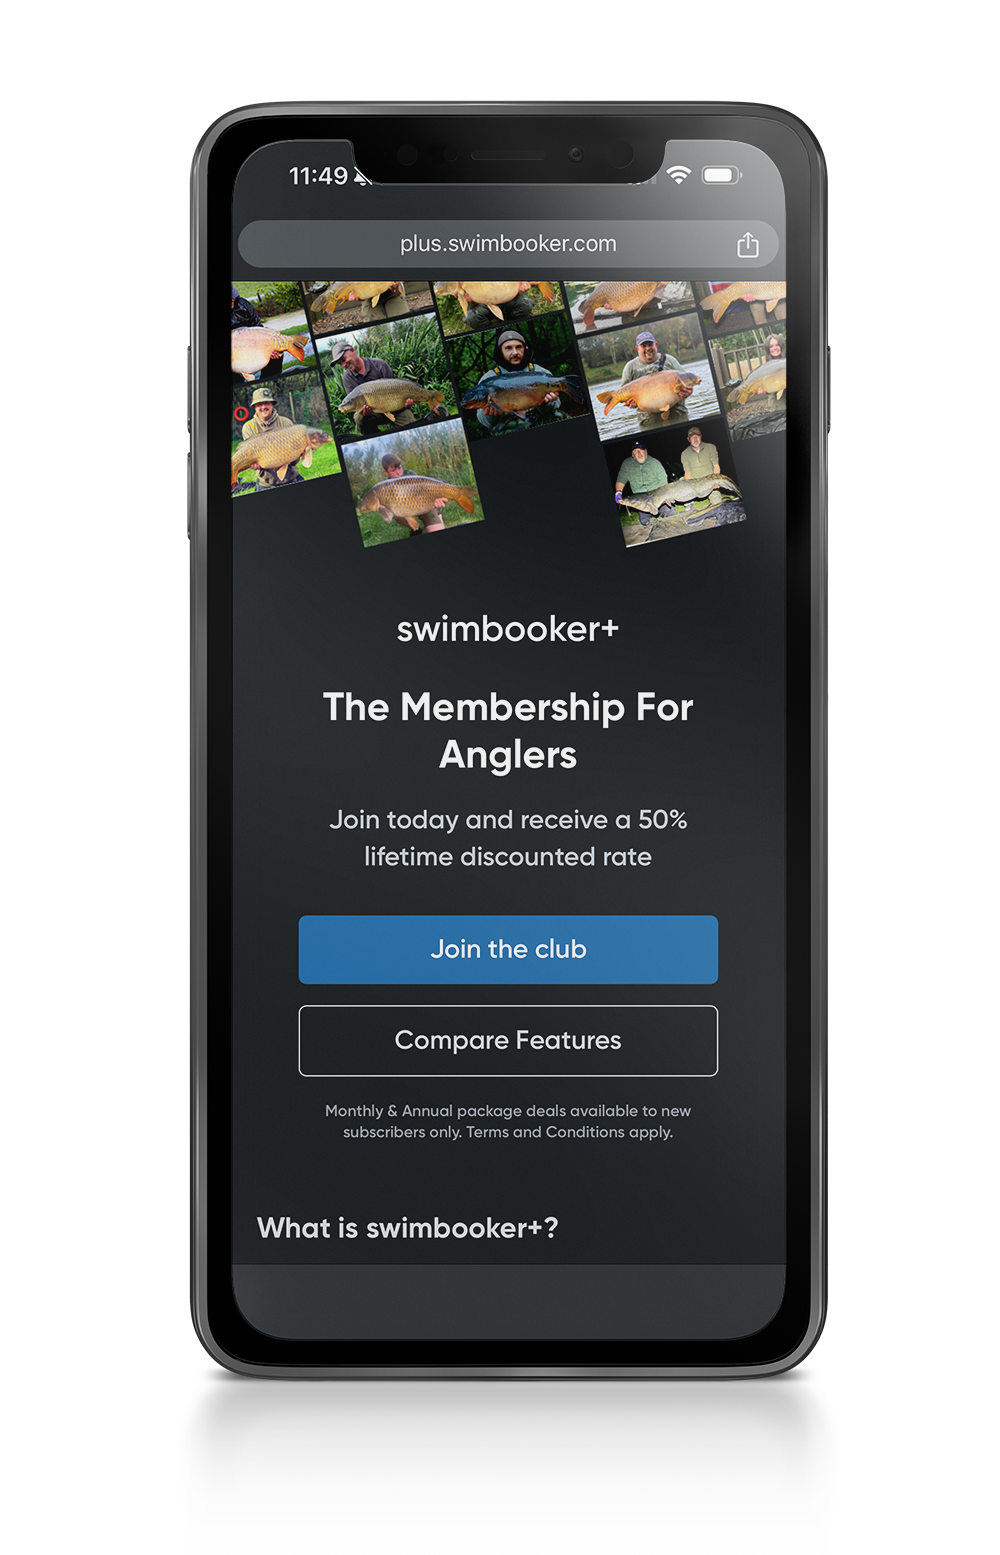 11:49
plus.swimbooker.com
swimbooker+
The Membership For
Anglers
Join today and receive a 50%
lifetime discounted rate
Join the club
Compare Features
Monthly & Annual package deals available to new
subscribers only. Terms and Conditions apply.
What is swimbooker+?